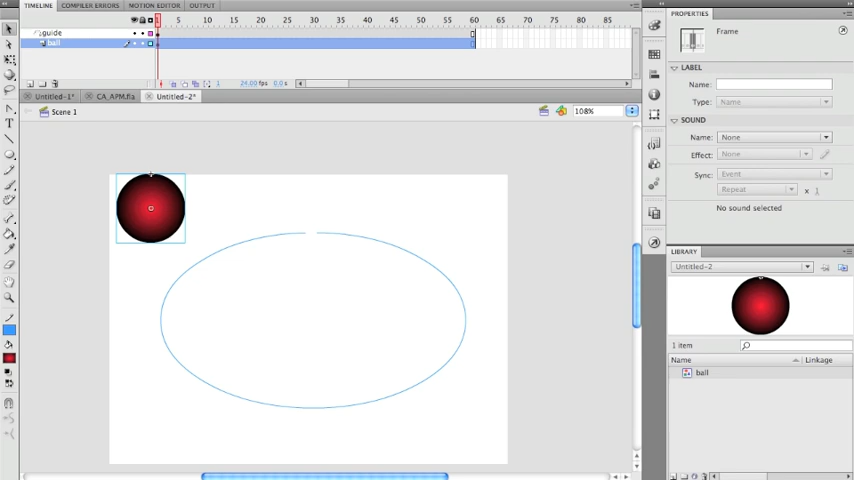 TIMELINE COMPILER ERRORS MOTION EDITOR OUTPUT
PROPERTIES
1 5 10 15 20 25 30 35 40 45 50 55 60 65 70 75 80 85
guide
ball
Frame
LABEL
Name:
Type: Name
SOUND
Name: None
Effect: None
Sync: Event
Repeat x 1
No sound selected
1 24.00 fps 0.0 s
Untitled-1* CA_APM.fla Untitled-2*
Scene 1
108%
LIBRARY
Untitled-2
1 item
Name Linkage
ball